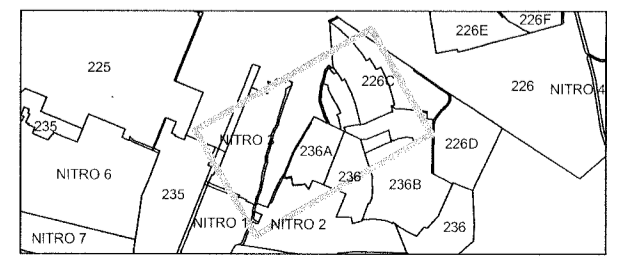 226E
226F
225
226C
226
NITRO 4
235
NITRO 3
236A
226D
NITRO 6
235
236
236B
NITRO 1
NITRO 2
236
NITRO 7